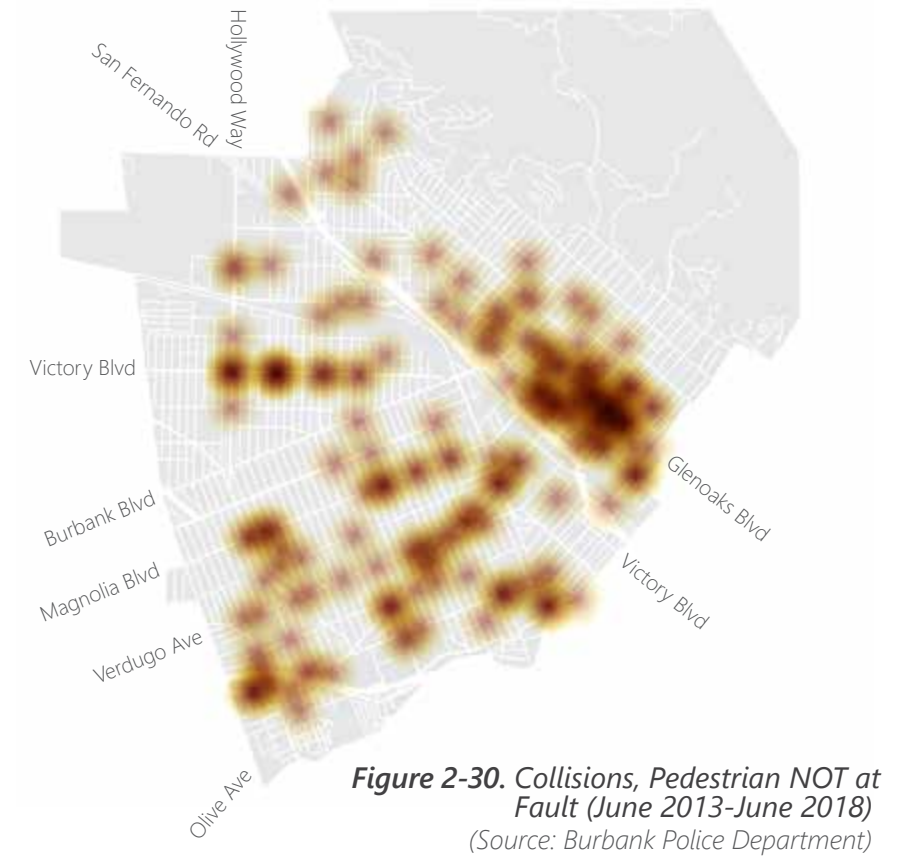 Hollywood Way
San Fernando Rd
Victory Blvd
Burbank Blvd
Magnolia Blvd
Verdugo Ave
Olive Ave
Glenoaks Blvd
Victory Blvd
Figure 2-30. Collisions, Pedestrian NOT at
Fault (June 2013-June 2018)
(Source: Burbank Police Department)